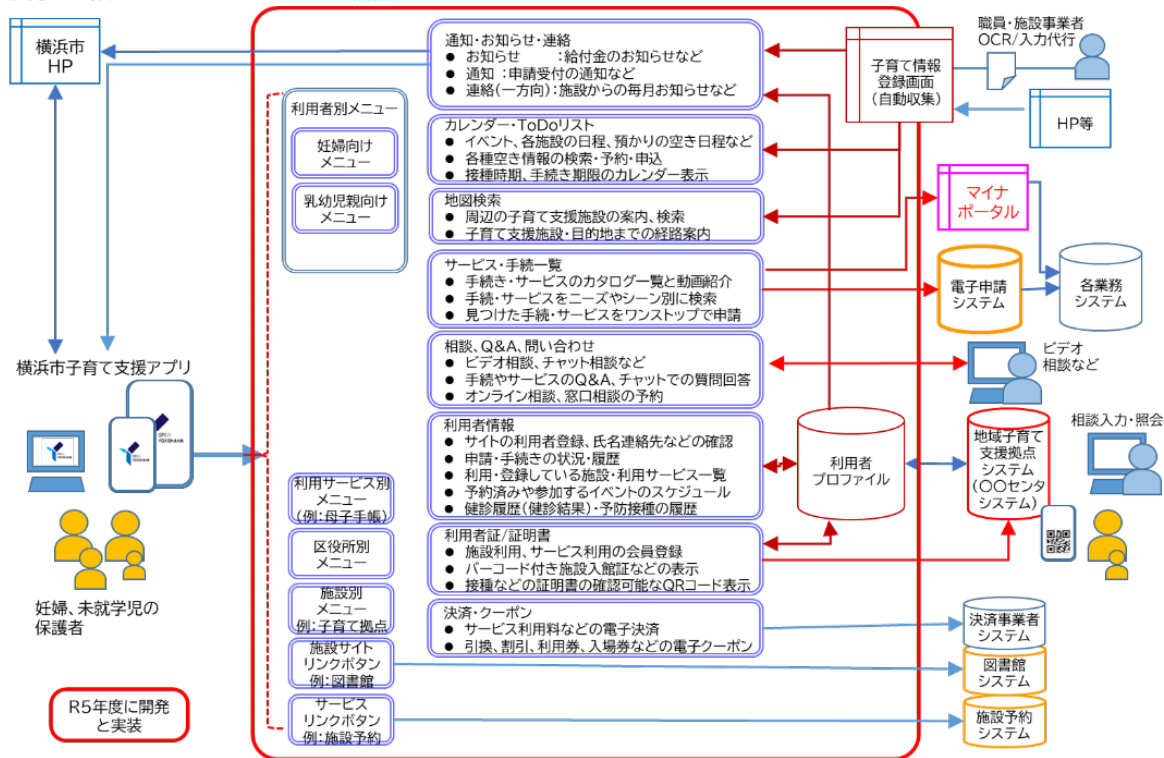 横浜市
HP
利用者別メニュー
妊婦向け
メニュー
乳幼児親向け
メニュー
通知・お知らせ・連絡
● お知らせ　　：給付金のお知らせなど
● 通知 ：申請受付の通知など
● 連絡（一方向）：施設からの毎月お知らせなど
カレンダー・ToDoリスト
● イベント、各施設の日程、預かりの空き日程など
● 各種空き情報の検索・予約・申込
● 接種時期、手続き期限のカレンダー表示
地図検索
● 周辺の子育て支援施設の案内、検索
● 子育て支援施設・目的地までの経路案内
サービス・手続一覧
● 手続き・サービスのカタログ一覧と動画紹介
● 手続・サービスをニーズやシーン別に検索
● 見つけた手続・サービスをワンストップで申請
相談、Q&A、問い合わせ
● ビデオ相談、チャット相談など
● 手続やサービスのQ&A、チャットでの質問回答
● オンライン相談、窓口相談の予約
利用者情報
● サイトの利用者登録、氏名連絡先などの確認
● 申請・手続きの状況・履歴
● 利用・登録している施設・利用サービス一覧
● 予約済みや参加するイベントのスケジュール
● 健診履歴（健診結果）・予防接種の履歴
利用者証/証明書
● 施設利用、サービス利用の会員登録
● バーコード付き施設入館証などの表示
● 接種などの証明書の確認可能なQRコード表示
決済・クーポン
● サービス利用料などの電子決済
● 引換、割引、利用券、入場券などの電子クーポン
子育て情報
登録画面
（自動収集）
職員・施設事業者
OCR/入力代行
HP等
マイナ
ポータル
電子申請
システム
各業務
システム
ビデオ
相談など
利用者
プロファイル
地域子育て
支援拠点
システム
（〇〇センタ
システム）
相談入力・照会
決済事業者
システム
図書館
システム
施設予約
システム
横浜市子育て支援アプリ
OPEN
YOKOHAMA
妊婦、未就学児の
保護者
利用サービス別
メニュー
（例：母子手帳）
区役所別
メニュー
施設別
メニュー
例：子育て拠点
施設サイト
リンクボタン
例：図書館
サービス
リンクボタン
例：施設予約
R5年度に開発
と実装